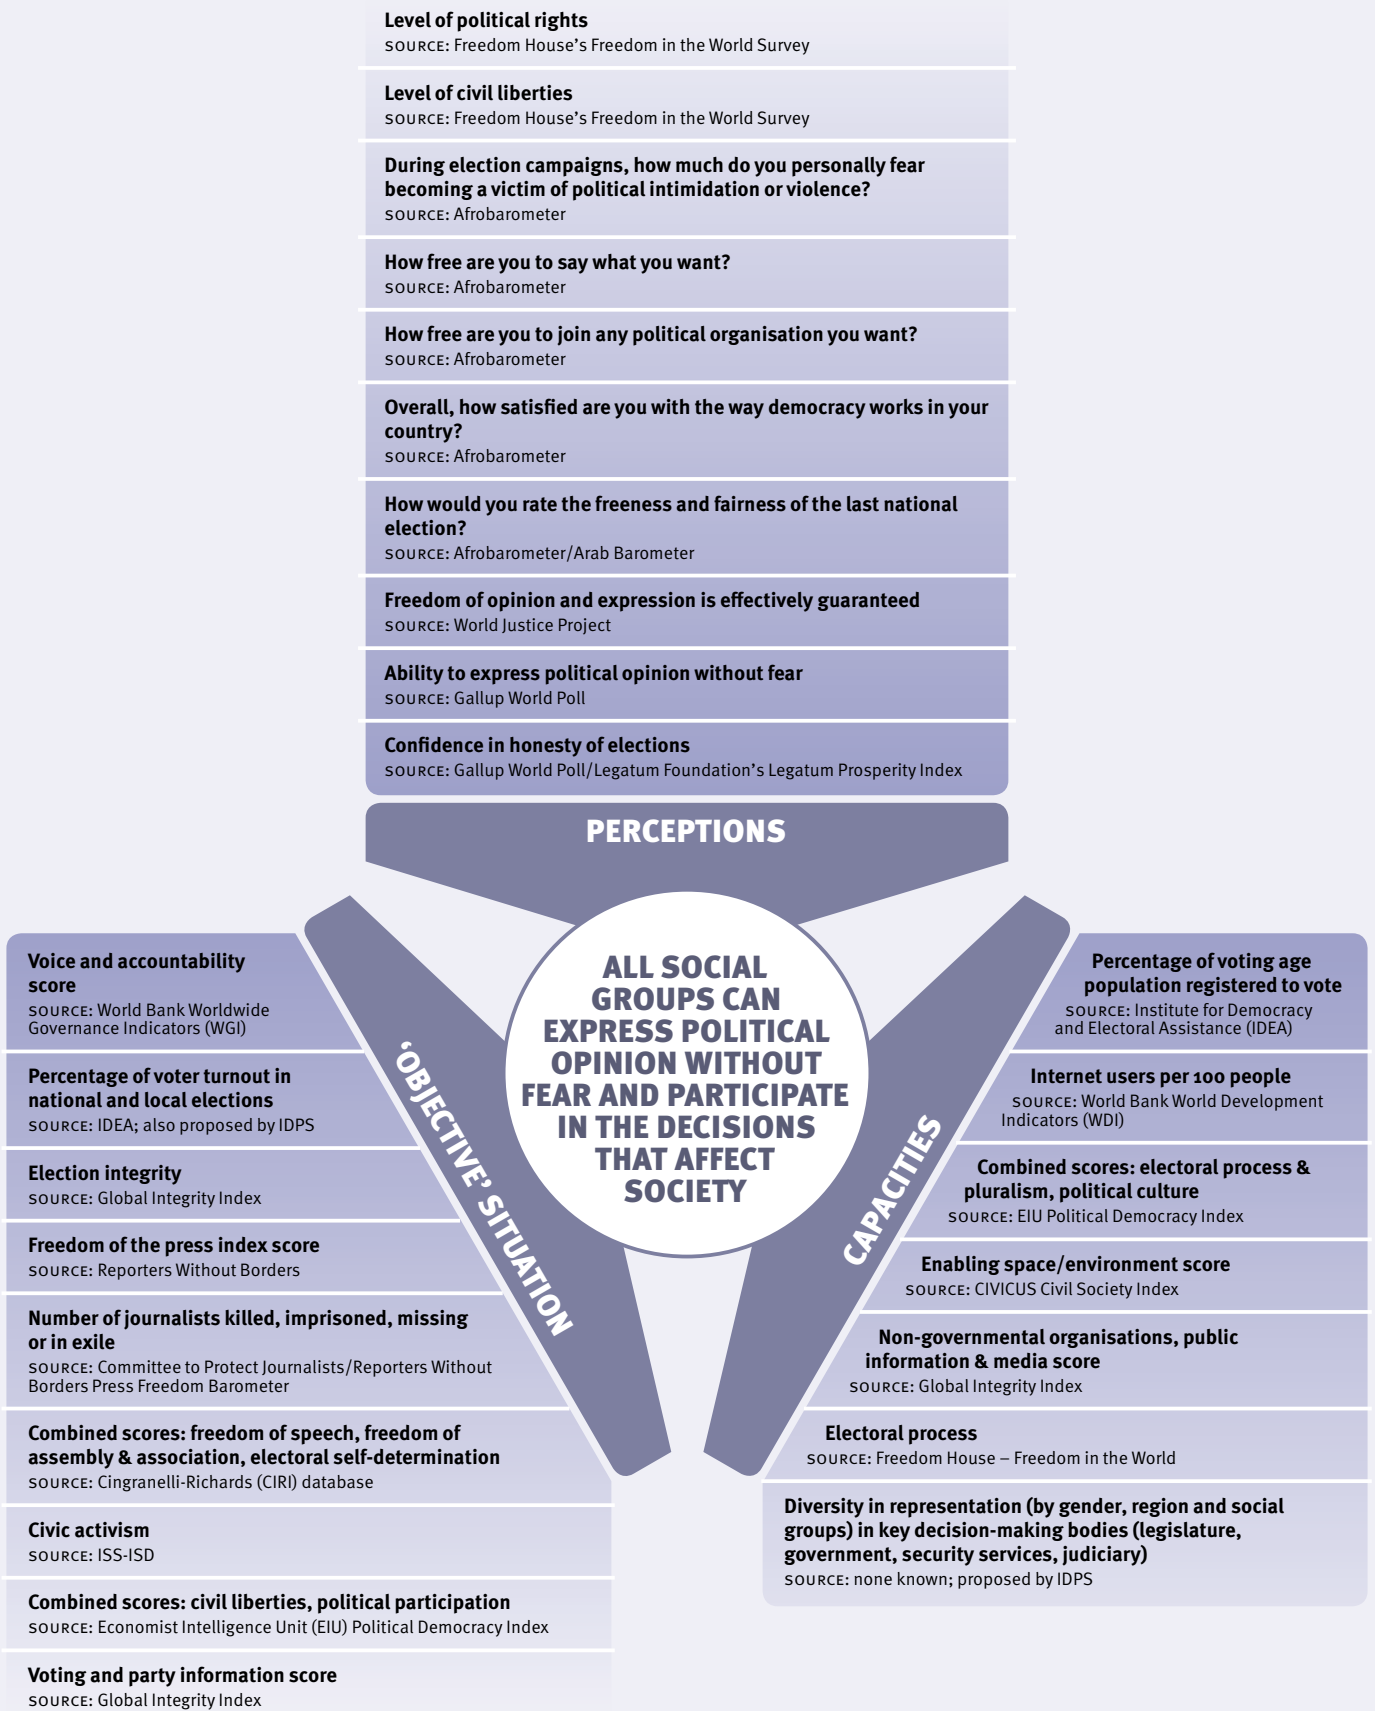 Level of political rights
SOURCE: Freedom House's Freedom in the World Survey
Level of civil liberties
SOURCE: Freedom House's Freedom in the World Survey
During election campaigns, how much do you personally fear
becoming a victim of political intimidation or violence?
SOURCE: Afrobarometer
How free are you to say what you want?
SOURCE: Afrobarometer
How free are you to join any political organisation you want?
SOURCE: Afrobarometer
Overall, how satisfied are you with the way democracy works in your
country?
SOURCE: Afrobarometer
How would you rate the freeness and fairness of the last national
election?
SOURCE: Afrobarometer/Arab Barometer
Freedom of opinion and expression is effectively guaranteed
SOURCE: World Justice Project
Ability to express political opinion without fear
SOURCE: Gallup World Poll
Confidence in honesty of elections
SOURCE: Gallup World Poll/Legatum Foundation's Legatum Prosperity Index
PERCEPTIONS
ALL SOCIAL
GROUPS CAN
EXPRESS POLITICAL
OPINION WITHOUT
FEAR AND PARTICIPATE
IN THE DECISIONS
THAT AFFECT
SOCIETY
'OBJECTIVE' SITUATION
Voice and accountability
score
SOURCE: World Bank Worldwide
Governance Indicators (WGI)
Percentage of voter turnout in
national and local elections
SOURCE: IDEA; also proposed by IDPS
Election integrity
SOURCE: Global Integrity Index
Freedom of the press index score
SOURCE: Reporters Without Borders
Number of journalists killed, imprisoned, missing
or in exile
SOURCE: Committee to Protect Journalists/Reporters Without
Borders Press Freedom Barometer
Combined scores: freedom of speech, freedom of
assembly & association, electoral self-determination
SOURCE: Cingranelli-Richards (CIRI) database
Civic activism
SOURCE: ISS-ISD
Combined scores: civil liberties, political participation
SOURCE: Economist Intelligence Unit (EIU) Political Democracy Index
Voting and party information score
SOURCE: Global Integrity Index
CAPACITIES
Percentage of voting age
population registered to vote
SOURCE: Institute for Democracy
and Electoral Assistance (IDEA)
Internet users per 100 people
SOURCE: World Bank World Development
Indicators (WDI)
Combined scores: electoral process &
pluralism, political culture
SOURCE: EIU Political Democracy Index
Enabling space/environment score
SOURCE: CIVICUS Civil Society Index
Non-governmental organisations, public
information & media score
SOURCE: Global Integrity Index
Electoral process
SOURCE: Freedom House – Freedom in the World
Diversity in representation (by gender, region and social
groups) in key decision-making bodies (legislature,
government, security services, judiciary)
SOURCE: none known; proposed by IDPS